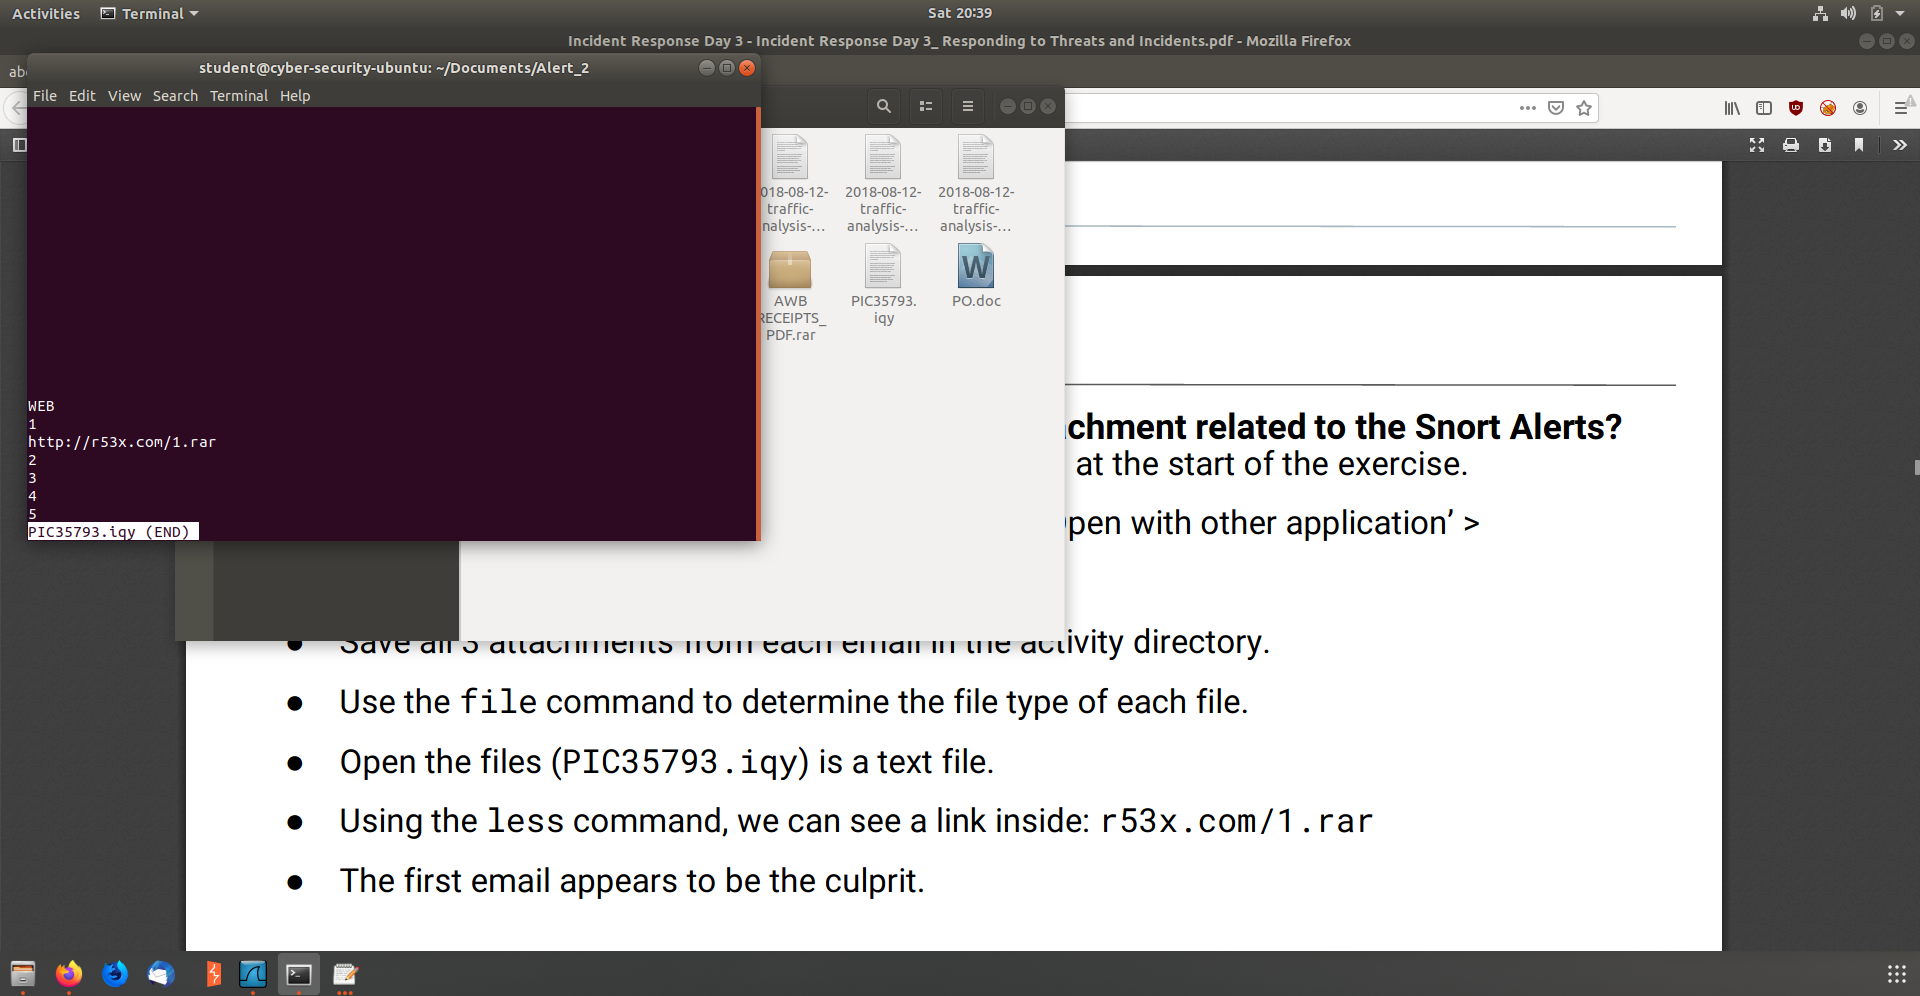 Activities
Terminal
Sat 20:39
Incident Response Day 3 - Incident Response Day 3_ Responding to Threats and Incidents.pdf - Mozilla Firefox
student@cyber-security-ubuntu: ~/Documents/Alert_2
File Edit View Search Terminal Help
WEB
1
http://r53x.com/1.rar
2
3
4
5
PIC35793.iqy (END)
018-08-12-
traffic-
nalysis-...
2018-08-12-
traffic-
analysis-...
2018-08-12-
traffic-
analysis-...
AWB
RECEIPTS_
PDF.rar
PIC35793.
iqy
PO.doc
chment related to the Snort Alerts?
at the start of the exercise.
pen with other application’ >
● Save all 3 attachments from each email in the activity directory.
● Use the file command to determine the file type of each file.
● Open the files (PIC35793.iqy) is a text file.
● Using the less command, we can see a link inside: r53x.com/1.rar
● The first email appears to be the culprit.